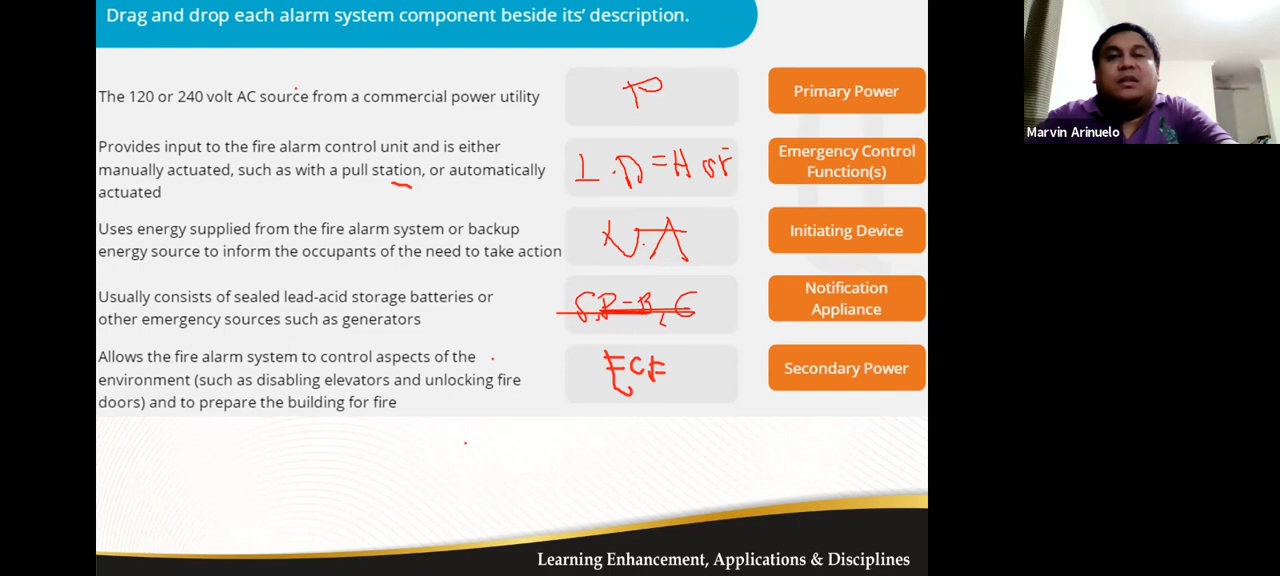 Drag and drop each alarm system component beside its' description.
The 120 or 240 volt AC source from a commercial power utility
P
Primary Power
Provides input to the fire alarm control unit and is either
manually actuated, such as with a pull station, or automatically
actuated
I.D = H or F
Emergency Control
Function(s)
Uses energy supplied from the fire alarm system or backup
energy source to inform the occupants of the need to take action
N.A
Initiating Device
Usually consists of sealed lead-acid storage batteries or
other emergency sources such as generators
S.P - B, G
Notification
Appliance
Allows the fire alarm system to control aspects of the
environment (such as disabling elevators and unlocking fire
doors) and to prepare the building for fire
ECF
Secondary Power
Learning Enhancement, Applications & Disciplines
Marvin Arinuelo